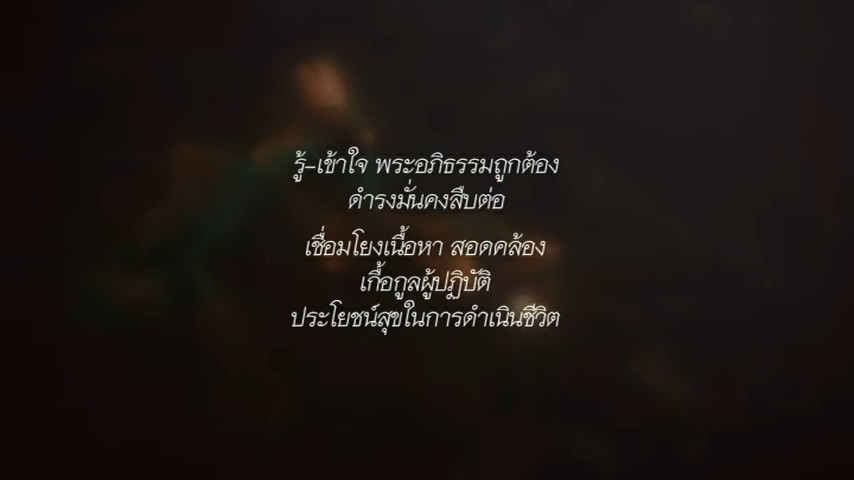 รู้-เข้าใจ พระอภิธรรมถูกต้อง
ดำรงมั่นคงสืบต่อ
เชื่อมโยงเนื้อหา สอดคล้อง
เกื้อกูลผู้ปฏิบัติ
ประโยชน์สุขในการดำเนินชีวิต